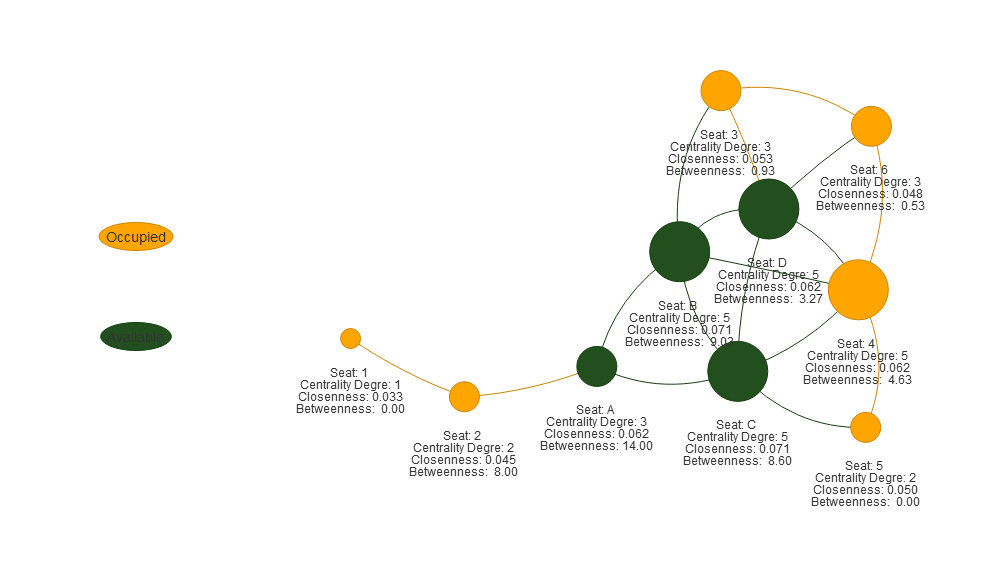 Occupied
Available
Seat: 3
Centrality Degre: 3
Closenness: 0.053
Betweenness: 0.93
Seat: 6
Centrality Degre: 3
Closenness: 0.048
Betweenness: 0.53
Seat: D
Centrality Degre: 5
Closenness: 0.062
Betweenness: 3.27
Seat: B
Centrality Degre: 5
Closenness: 0.071
Betweenness: 9.03
Seat: 4
Centrality Degre: 5
Closenness: 0.062
Betweenness: 4.63
Seat: 1
Centrality Degre: 1
Closenness: 0.033
Betweenness: 0.00
Seat: 2
Centrality Degre: 2
Closenness: 0.045
Betweenness: 8.00
Seat: A
Centrality Degre: 3
Closenness: 0.062
Betweenness: 14.00
Seat: C
Centrality Degre: 5
Closenness: 0.071
Betweenness: 8.60
Seat: 5
Centrality Degre: 2
Closenness: 0.050
Betweenness: 0.00